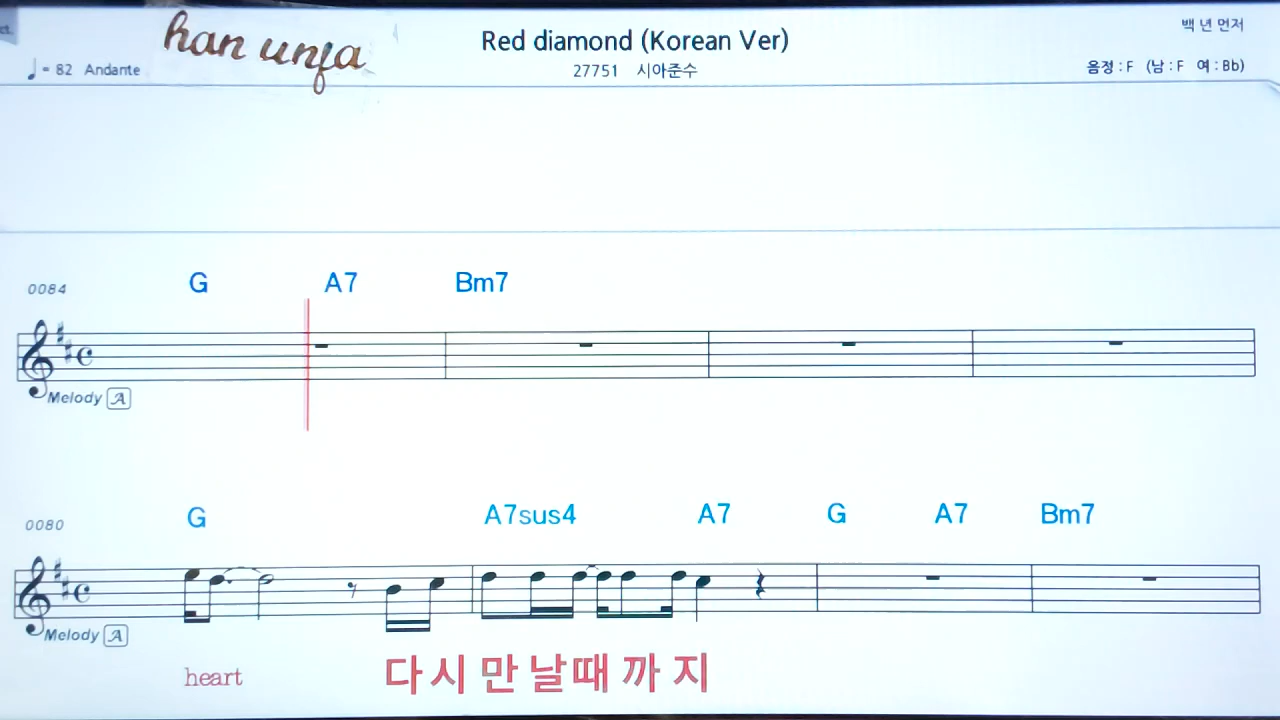 ct.
han unja
Red diamond (Korean Ver)
백 년 먼저
♩= 82 Andante
27751 시아준수
음정 : F (남 : F 여 : Bb)
0084
G A7 Bm7
Melody A
0080
G A7sus4 A7 G A7 Bm7
Melody A
heart 다시 만날때 까지